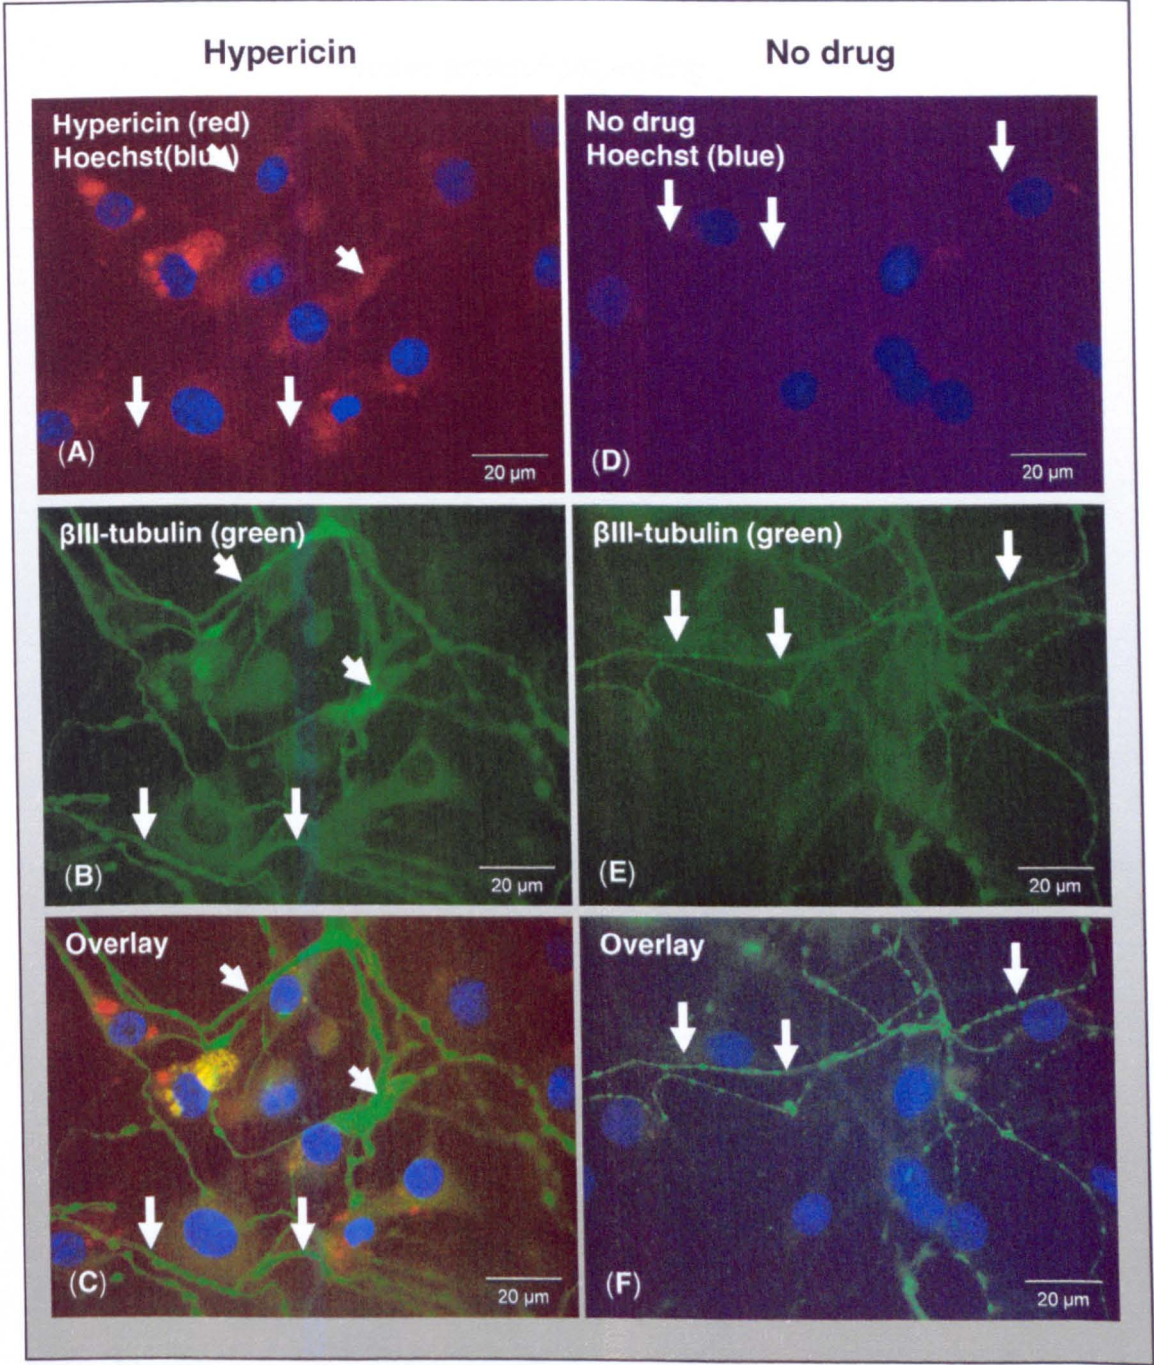 Hypericin
No drug
Hypericin (red)
Hoechst(blue)
(A)
20 µm
No drug
Hoechst (blue)
(D)
20 µm
βIII-tubulin (green)
(B)
20 µm
βIII-tubulin (green)
(E)
20 µm
Overlay
(C)
20 µm
Overlay
(F)
20 µm